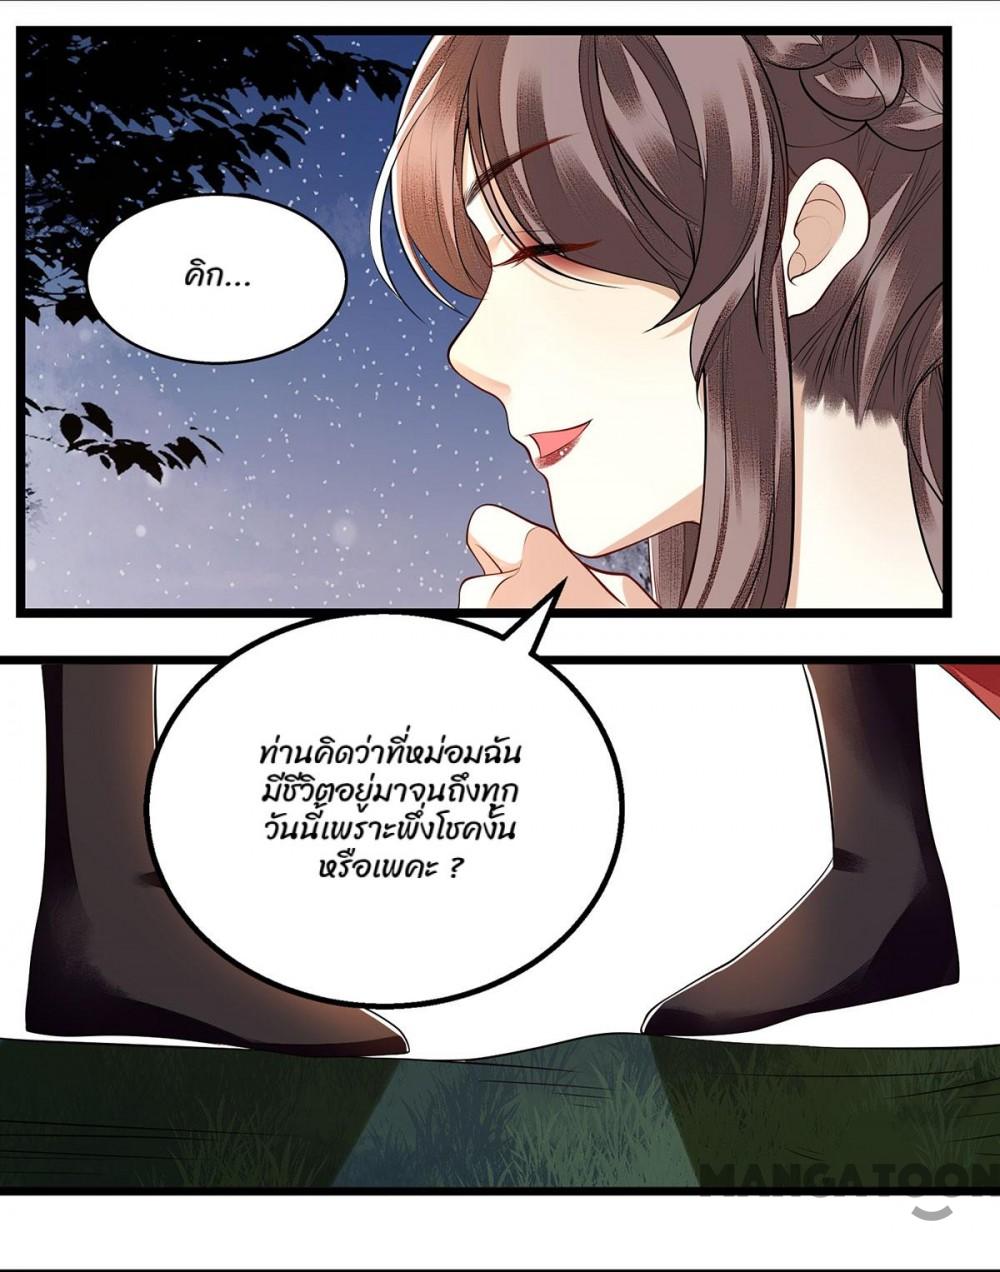 คิก...
ท่านคิดว่าที่หม่อมฉัน
มีชีวิตอยู่มาจนถึงทุก
วันนี้เพราะพึ่งโชคงั้น
หรือเพคะ ?
MANGATOON